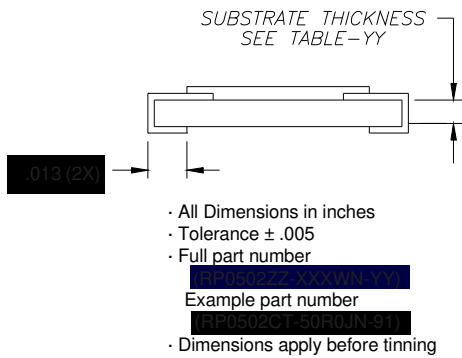 SUBSTRATE THICKNESS
SEE TABLE-YY
.013 (2X)
· All Dimensions in inches
· Tolerance ± .005
· Full part number
(RP0502ZZ-XXXWN-YY)
Example part number
(RP0502CT-50R0JN-91)
· Dimensions apply before tinning